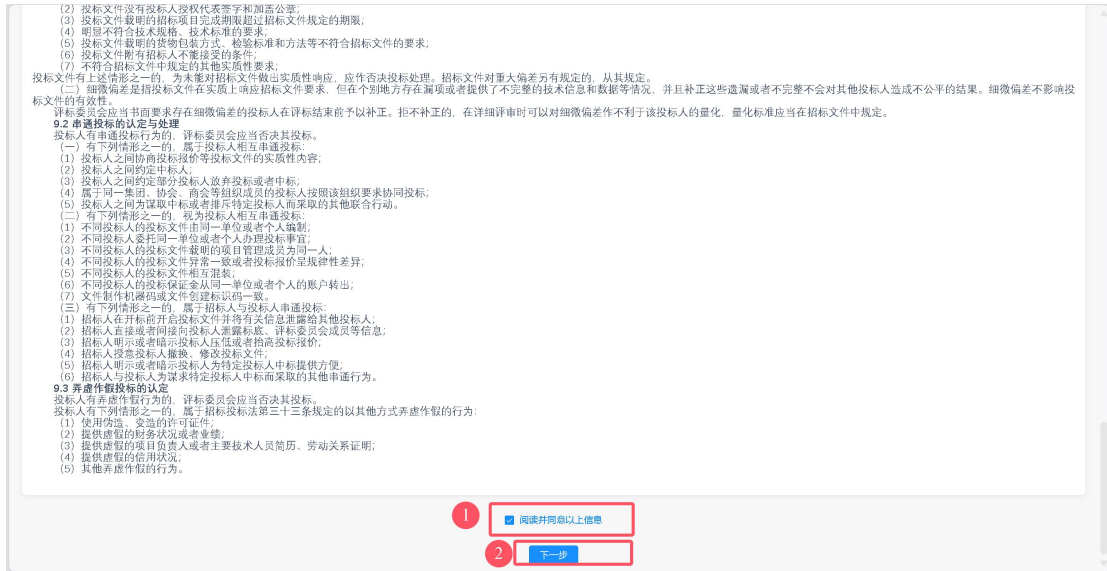 （2）投标文件没有投标人授权代表签字和加盖公章；
（3）投标文件载明的招标项目完成期限超过招标文件规定的期限；
（4）明显不符合技术规格、技术标准的要求；
（5）投标文件载明的货物包装方式、检验标准和方法等不符合招标文件的要求；
（6）投标文件附有招标人不能接受的条件；
（7）不符合招标文件中规定的其他实质性要求；
投标文件有上述情形之一的，为未能对招标文件做出实质性响应，应作否决投标处理。招标文件对重大偏差另有规定的，从其规定。
（二）细微偏差是指投标文件在实质上响应招标文件要求，但在个别地方存在漏项或者提供了不完整的技术信息和数据等情况，并且补正这些遗漏或者不完整不会对其他投标人造成不公平的结果。细微偏差不影响投
标文件的有效性。
评标委员会应当书面要求存在细微偏差的投标人在评标结束前予以补正。拒不补正的，在详细评审时可以对细微偏差作不利于该投标人的量化，量化标准应当在招标文件中规定。
9.2 串通投标的认定与处理
投标人有串通投标行为的，评标委员会应当否决其投标。
（一）有下列情形之一的，属于投标人相互串通投标：
（1）投标人之间协商投标报价等投标文件的实质性内容；
（2）投标人之间约定中标人；
（3）投标人之间约定部分投标人放弃投标或者中标；
（4）属于同一集团、协会、商会等组织成员的投标人按照该组织要求协同投标；
（5）投标人之间为谋取中标或者排斥特定投标人而采取的其他联合行动。
（二）有下列情形之一的，视为投标人相互串通投标：
（1）不同投标人的投标文件由同一单位或者个人编制；
（2）不同投标人委托同一单位或者个人办理投标事宜；
（3）不同投标人的投标文件载明的项目管理成员为同一人；
（4）不同投标人的投标文件异常一致或者投标报价呈规律性差异；
（5）不同投标人的投标文件相互混装；
（6）不同投标人的投标保证金从同一单位或者个人的账户转出；
（7）文件制作机器码或文件创建标识码一致。
（三）有下列情形之一的，属于招标人与投标人串通投标：
（1）招标人在开标前开启投标文件并将有关信息泄露给其他投标人；
（2）招标人直接或者间接向投标人泄露标底、评标委员会成员等信息；
（3）招标人明示或者暗示投标人压低或者抬高投标报价；
（4）招标人授意投标人撤换、修改投标文件；
（5）招标人明示或者暗示投标人为特定投标人中标提供方便；
（6）招标人与投标人为谋求特定投标人中标而采取的其他串通行为。
9.3 弄虚作假投标的认定
投标人有弄虚作假行为的，评标委员会应当否决其投标。
投标人有下列情形之一的，属于招标投标法第三十三条规定的以其他方式弄虚作假的行为：
（1）使用伪造、变造的许可证件；
（2）提供虚假的财务状况或者业绩；
（3）提供虚假的项目负责人或者主要技术人员简历、劳动关系证明；
（4）提供虚假的信用状况；
（5）其他弄虚作假的行为。
1 阅读并同意以上信息
2 下一步